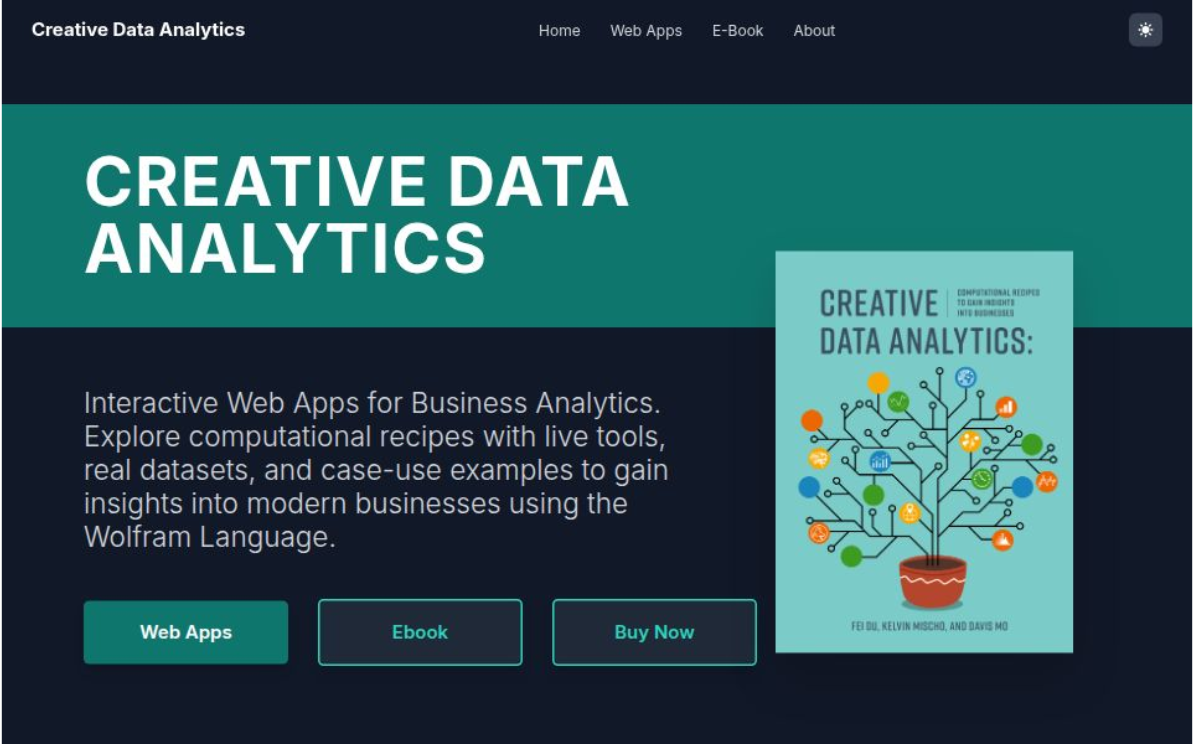 Creative Data Analytics
Home Web Apps E-Book About
CREATIVE DATA
ANALYTICS
Interactive Web Apps for Business Analytics.
Explore computational recipes with live tools,
real datasets, and case-use examples to gain
insights into modern businesses using the
Wolfram Language.
Web Apps
Ebook
Buy Now
CREATIVE
COMPUTATIONAL RECIPES
TO GAIN INSIGHTS
INTO BUSINESSES
DATA ANALYTICS:
FEI DU, KELVIN MISCHO, AND DAVIS MO